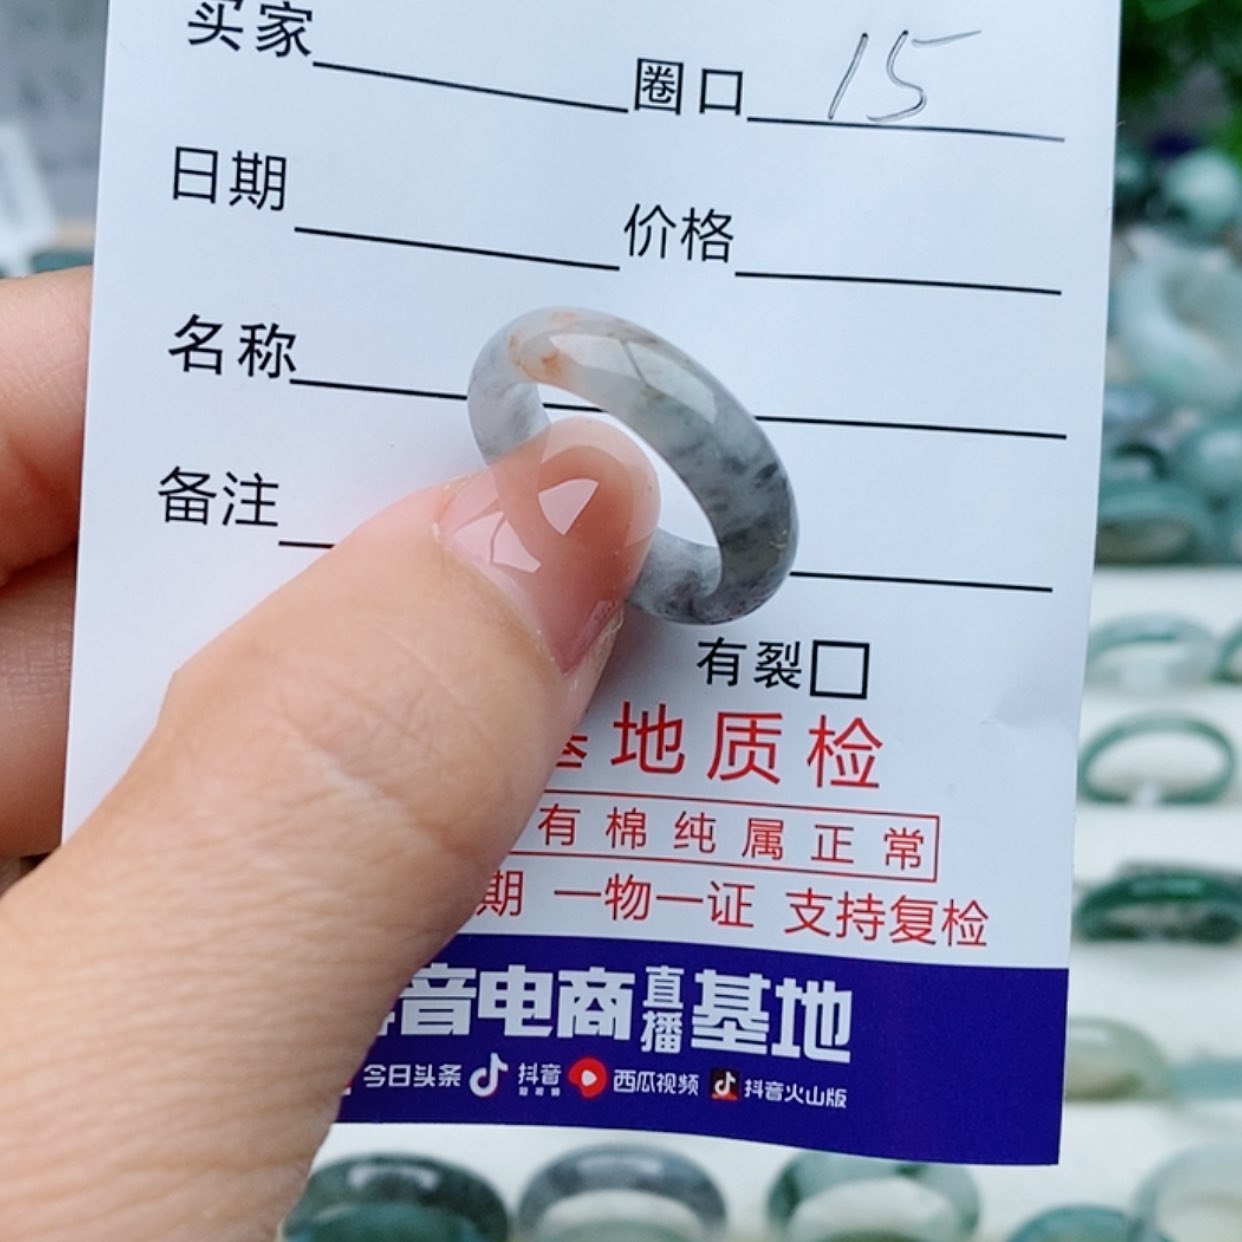 买家 圈口 15
日期 价格
名称
备注
有裂
基地质检
有棉纯属正常
期 一物一证 支持复检
抖音电商直播基地
今日头条 抖音 西瓜视频 抖音火山版